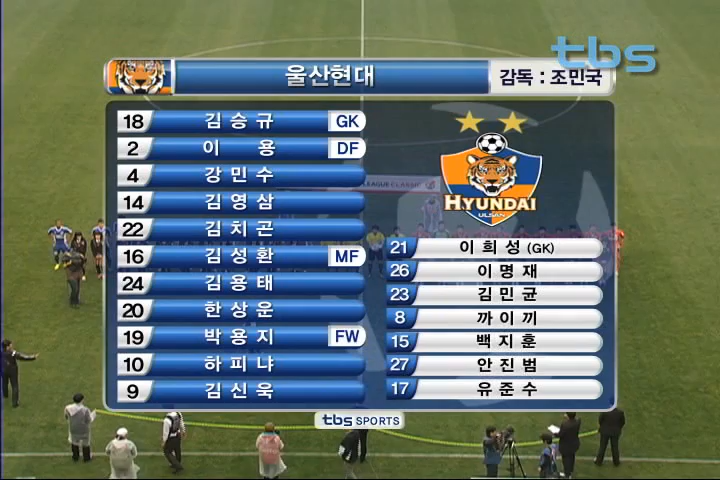 tbs
울산현대
감독 : 조민국
18 김승규 GK
2 이 용 DF
4 강민수
14 김영삼
22 김치곤
16 김성환 MF
24 김용태
20 한상운
19 박용지 FW
10 하피냐
9 김신욱
HYUNDAI
ULSAN
21 이희성 (GK)
26 이명재
23 김민균
8 까이끼
15 백지훈
27 안진범
17 유준수
LEAGUE CLASSIC
tbs SPORTS